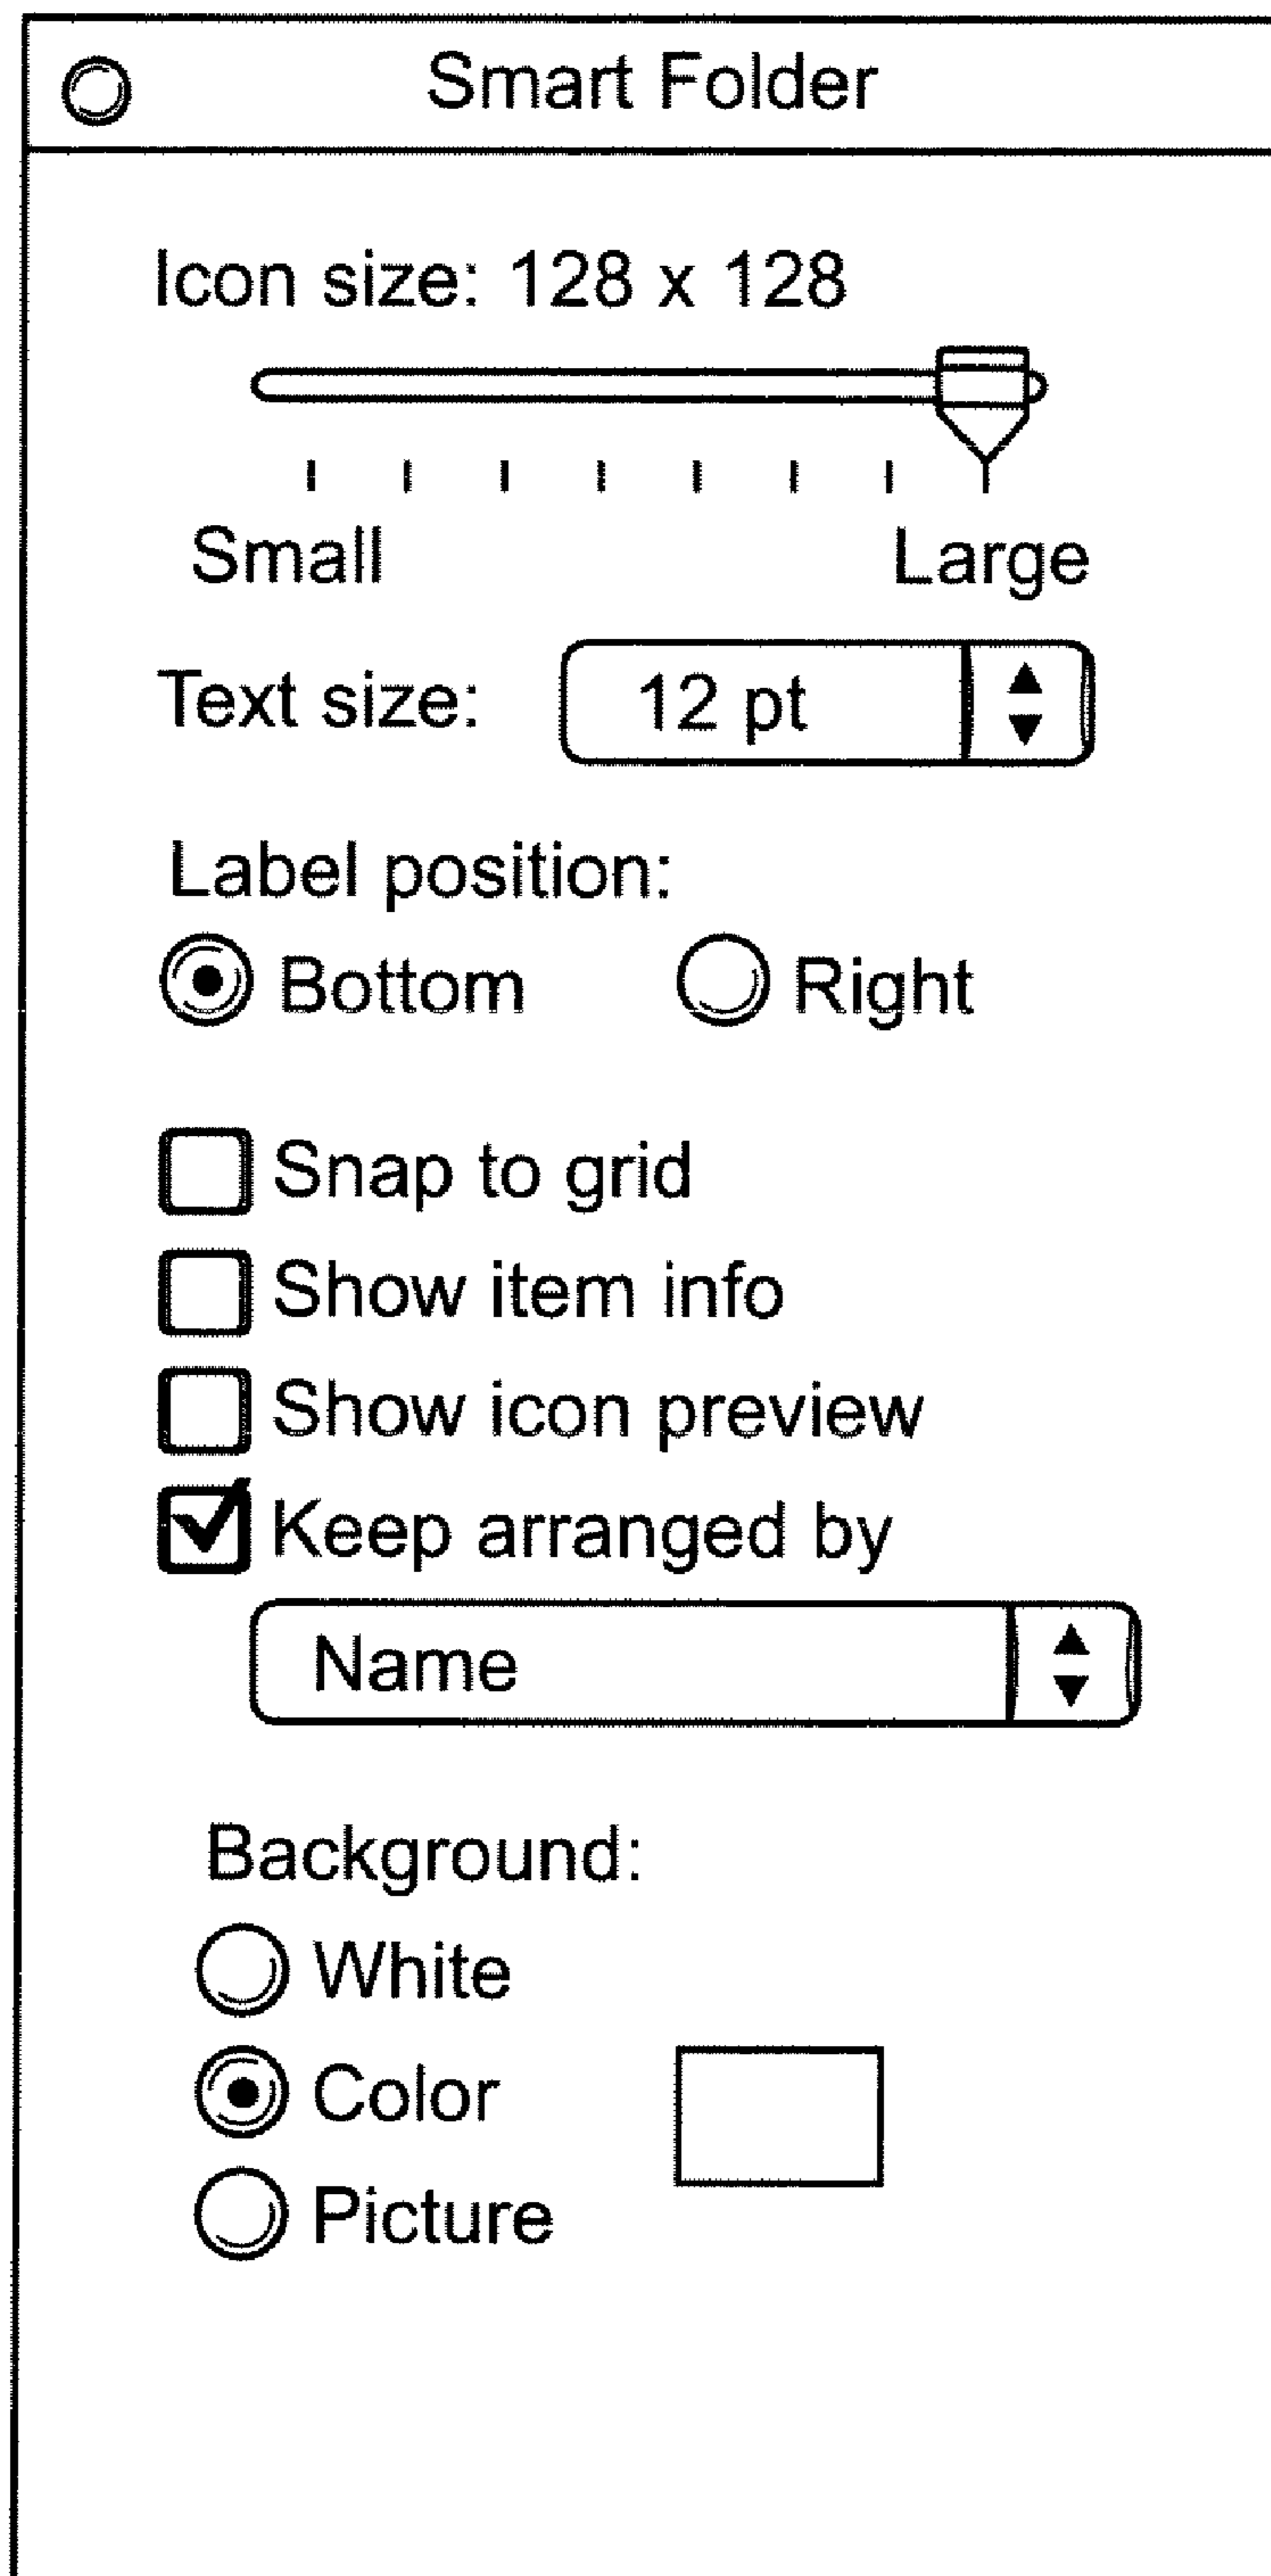 Smart Folder
Icon size: 128 x 128
Small Large
Text size: 12 pt
Label position:
Bottom Right
Snap to grid
Show item info
Show icon preview
Keep arranged by
Name
Background:
White
Color
Picture